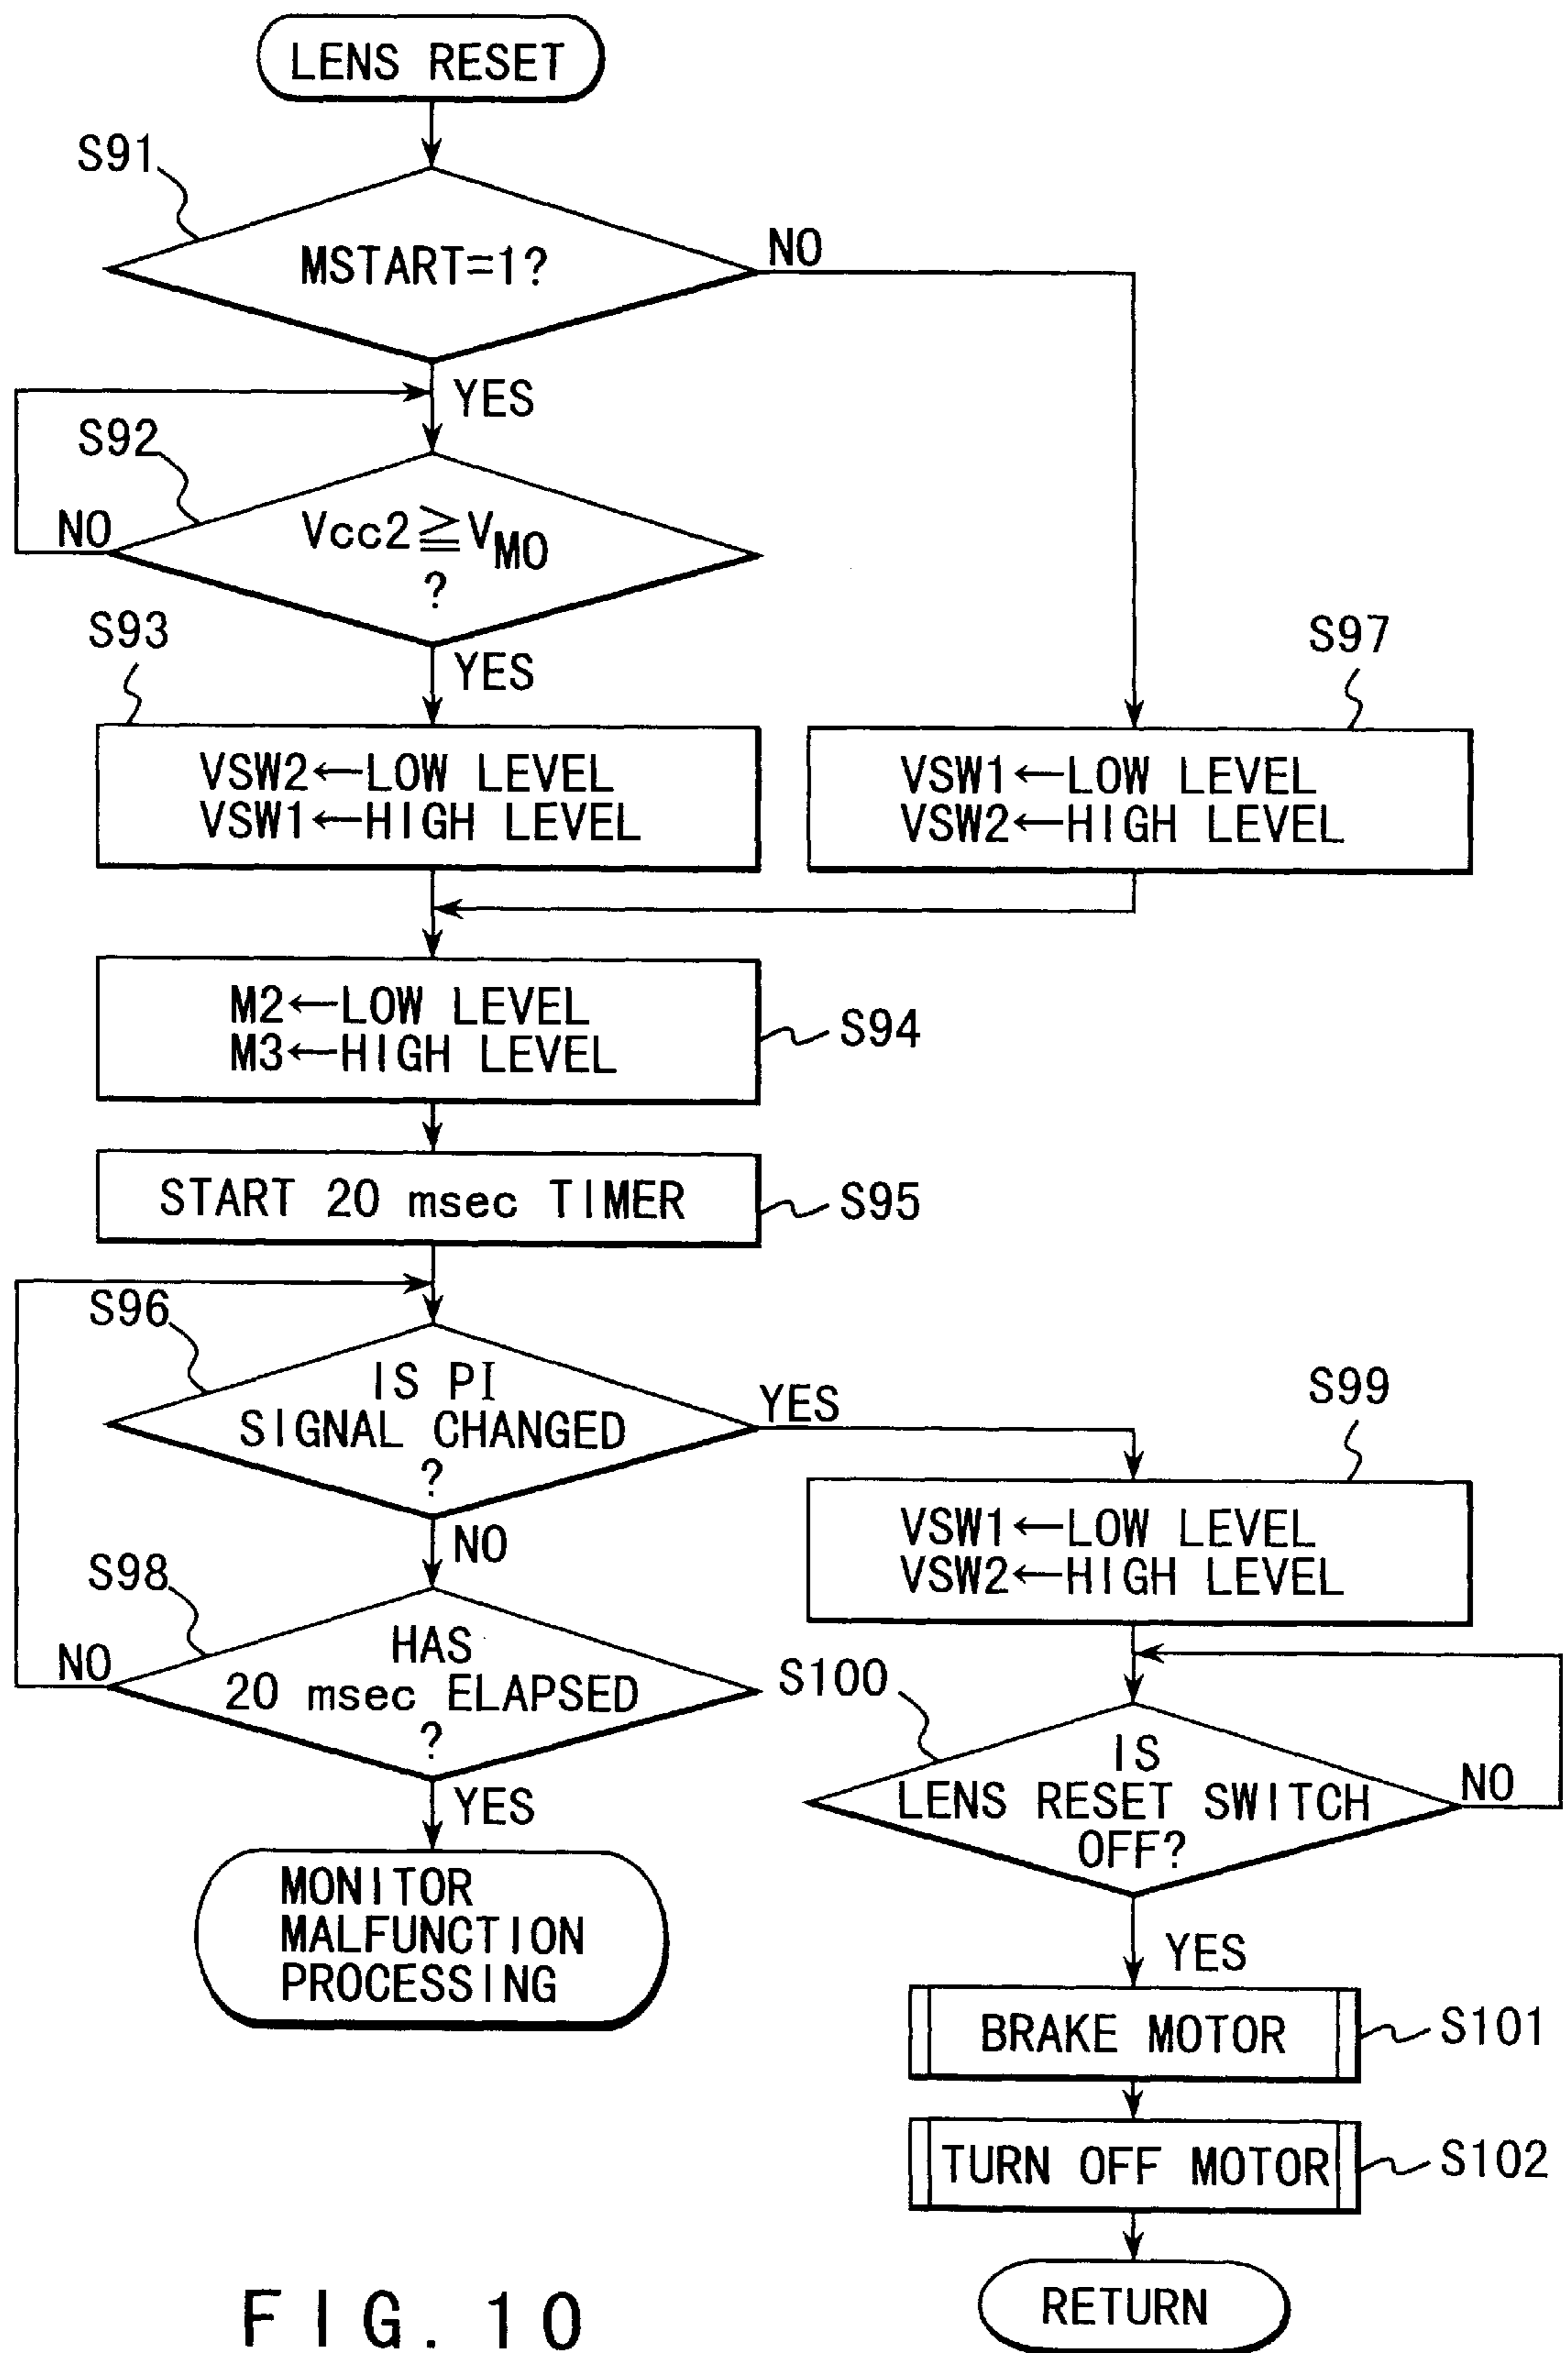 LENS RESET
S91
MSTART=1?
NO
YES
S92
Vcc2≧VMO
?
NO
YES
S93
VSW2←LOW LEVEL
VSW1←HIGH LEVEL
S97
VSW1←LOW LEVEL
VSW2←HIGH LEVEL
M2←LOW LEVEL
M3←HIGH LEVEL
S94
START 20 msec TIMER
S95
S96
IS PI
SIGNAL CHANGED
?
YES
NO
S99
VSW1←LOW LEVEL
VSW2←HIGH LEVEL
S98
HAS
20 msec ELAPSED
?
NO
YES
MONITOR
MALFUNCTION
PROCESSING
S100
IS
LENS RESET SWITCH
OFF?
NO
YES
BRAKE MOTOR
S101
TURN OFF MOTOR
S102
RETURN
FIG. 10